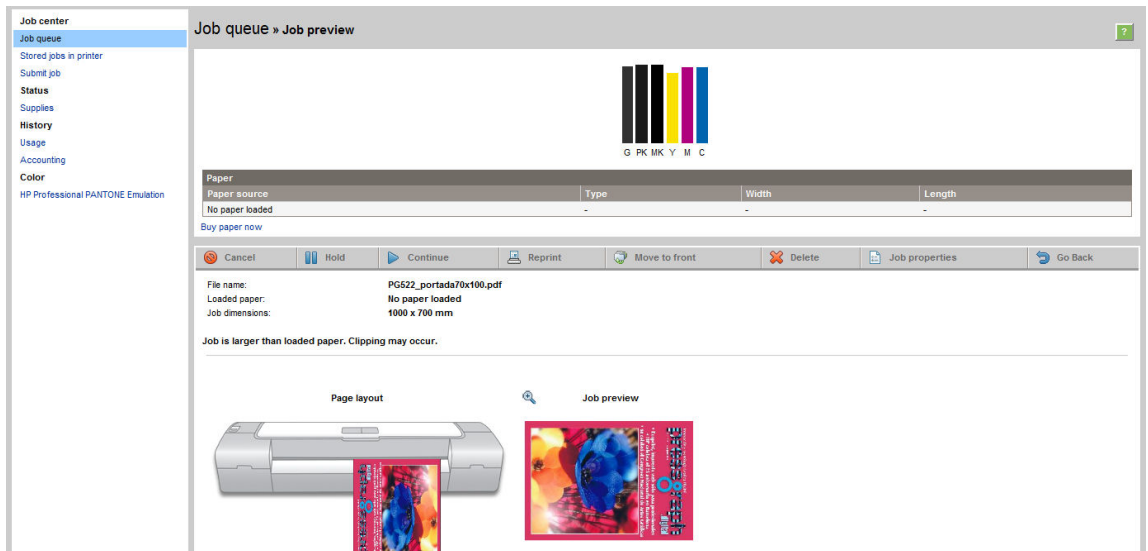 Job center
Job queue
Stored jobs in printer
Submit job
Status
Supplies
History
Usage
Accounting
Color
HP Professional PANTONE Emulation
Job queue » Job preview
?
G PK MK Y M C
Paper
Paper source Type Width Length
No paper loaded - - -
Buy paper now
Cancel Hold Continue Reprint Move to front Delete Job properties Go Back
File name: PG522_portada70x100.pdf
Loaded paper: No paper loaded
Job dimensions: 1000 x 700 mm
Job is larger than loaded paper. Clipping may occur.
Page layout Job preview